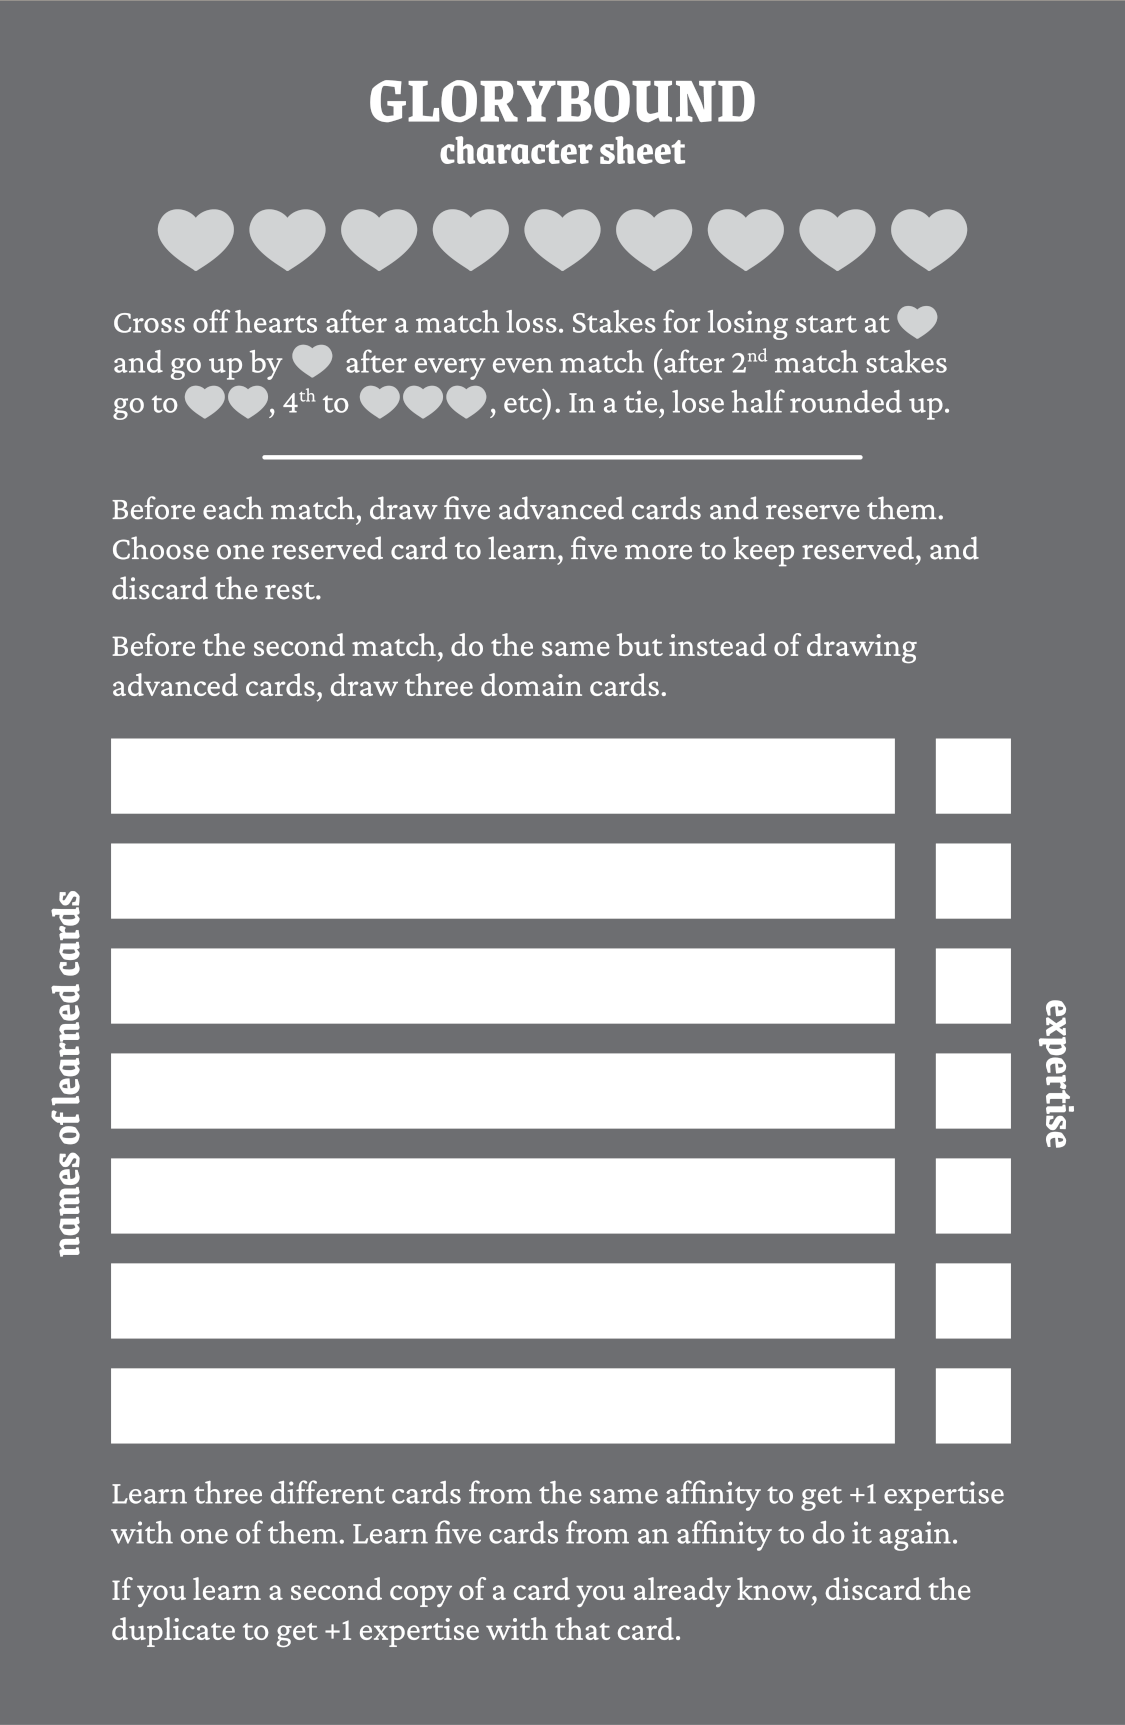 GLORYBOUND
character sheet
Cross off hearts after a match loss. Stakes for losing start at
and go up by after every even match (after 2nd match stakes
go to , 4th to , etc). In a tie, lose half rounded up.
Before each match, draw five advanced cards and reserve them.
Choose one reserved card to learn, five more to keep reserved, and
discard the rest.
Before the second match, do the same but instead of drawing
advanced cards, draw three domain cards.
names of learned cards
expertise
Learn three different cards from the same affinity to get +1 expertise
with one of them. Learn five cards from an affinity to do it again.
If you learn a second copy of a card you already know, discard the
duplicate to get +1 expertise with that card.